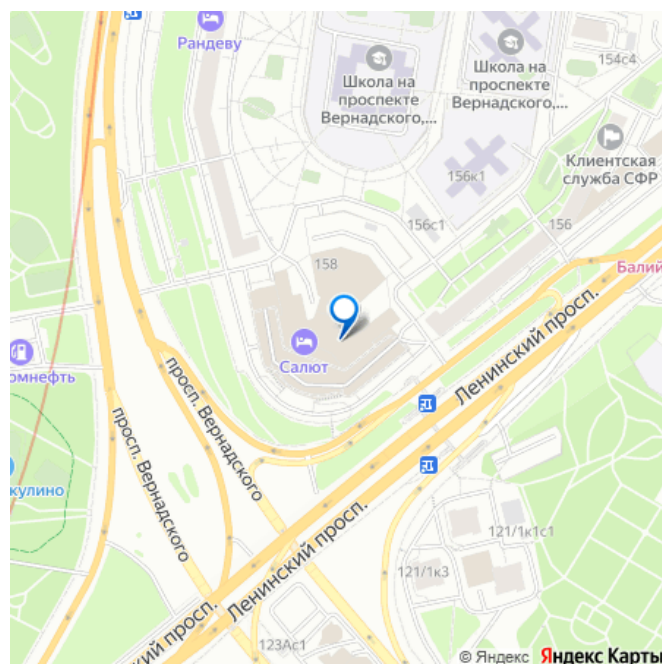 Рандеву
154с4
Школа на
проспекте
Вернадского,...
Школа на
проспекте
Вернадского,...
Клиентская
служба СФР
156к1
156с1
156
158
Балий
Салют
Ленинский просп.
омнефть
просп. Вернадского
просп. Вернадского
кулино
Ленинский просп.
121/1к1с1
121/1к3
123Ас1
ский просп.
© Яндекс Яндекс Карты